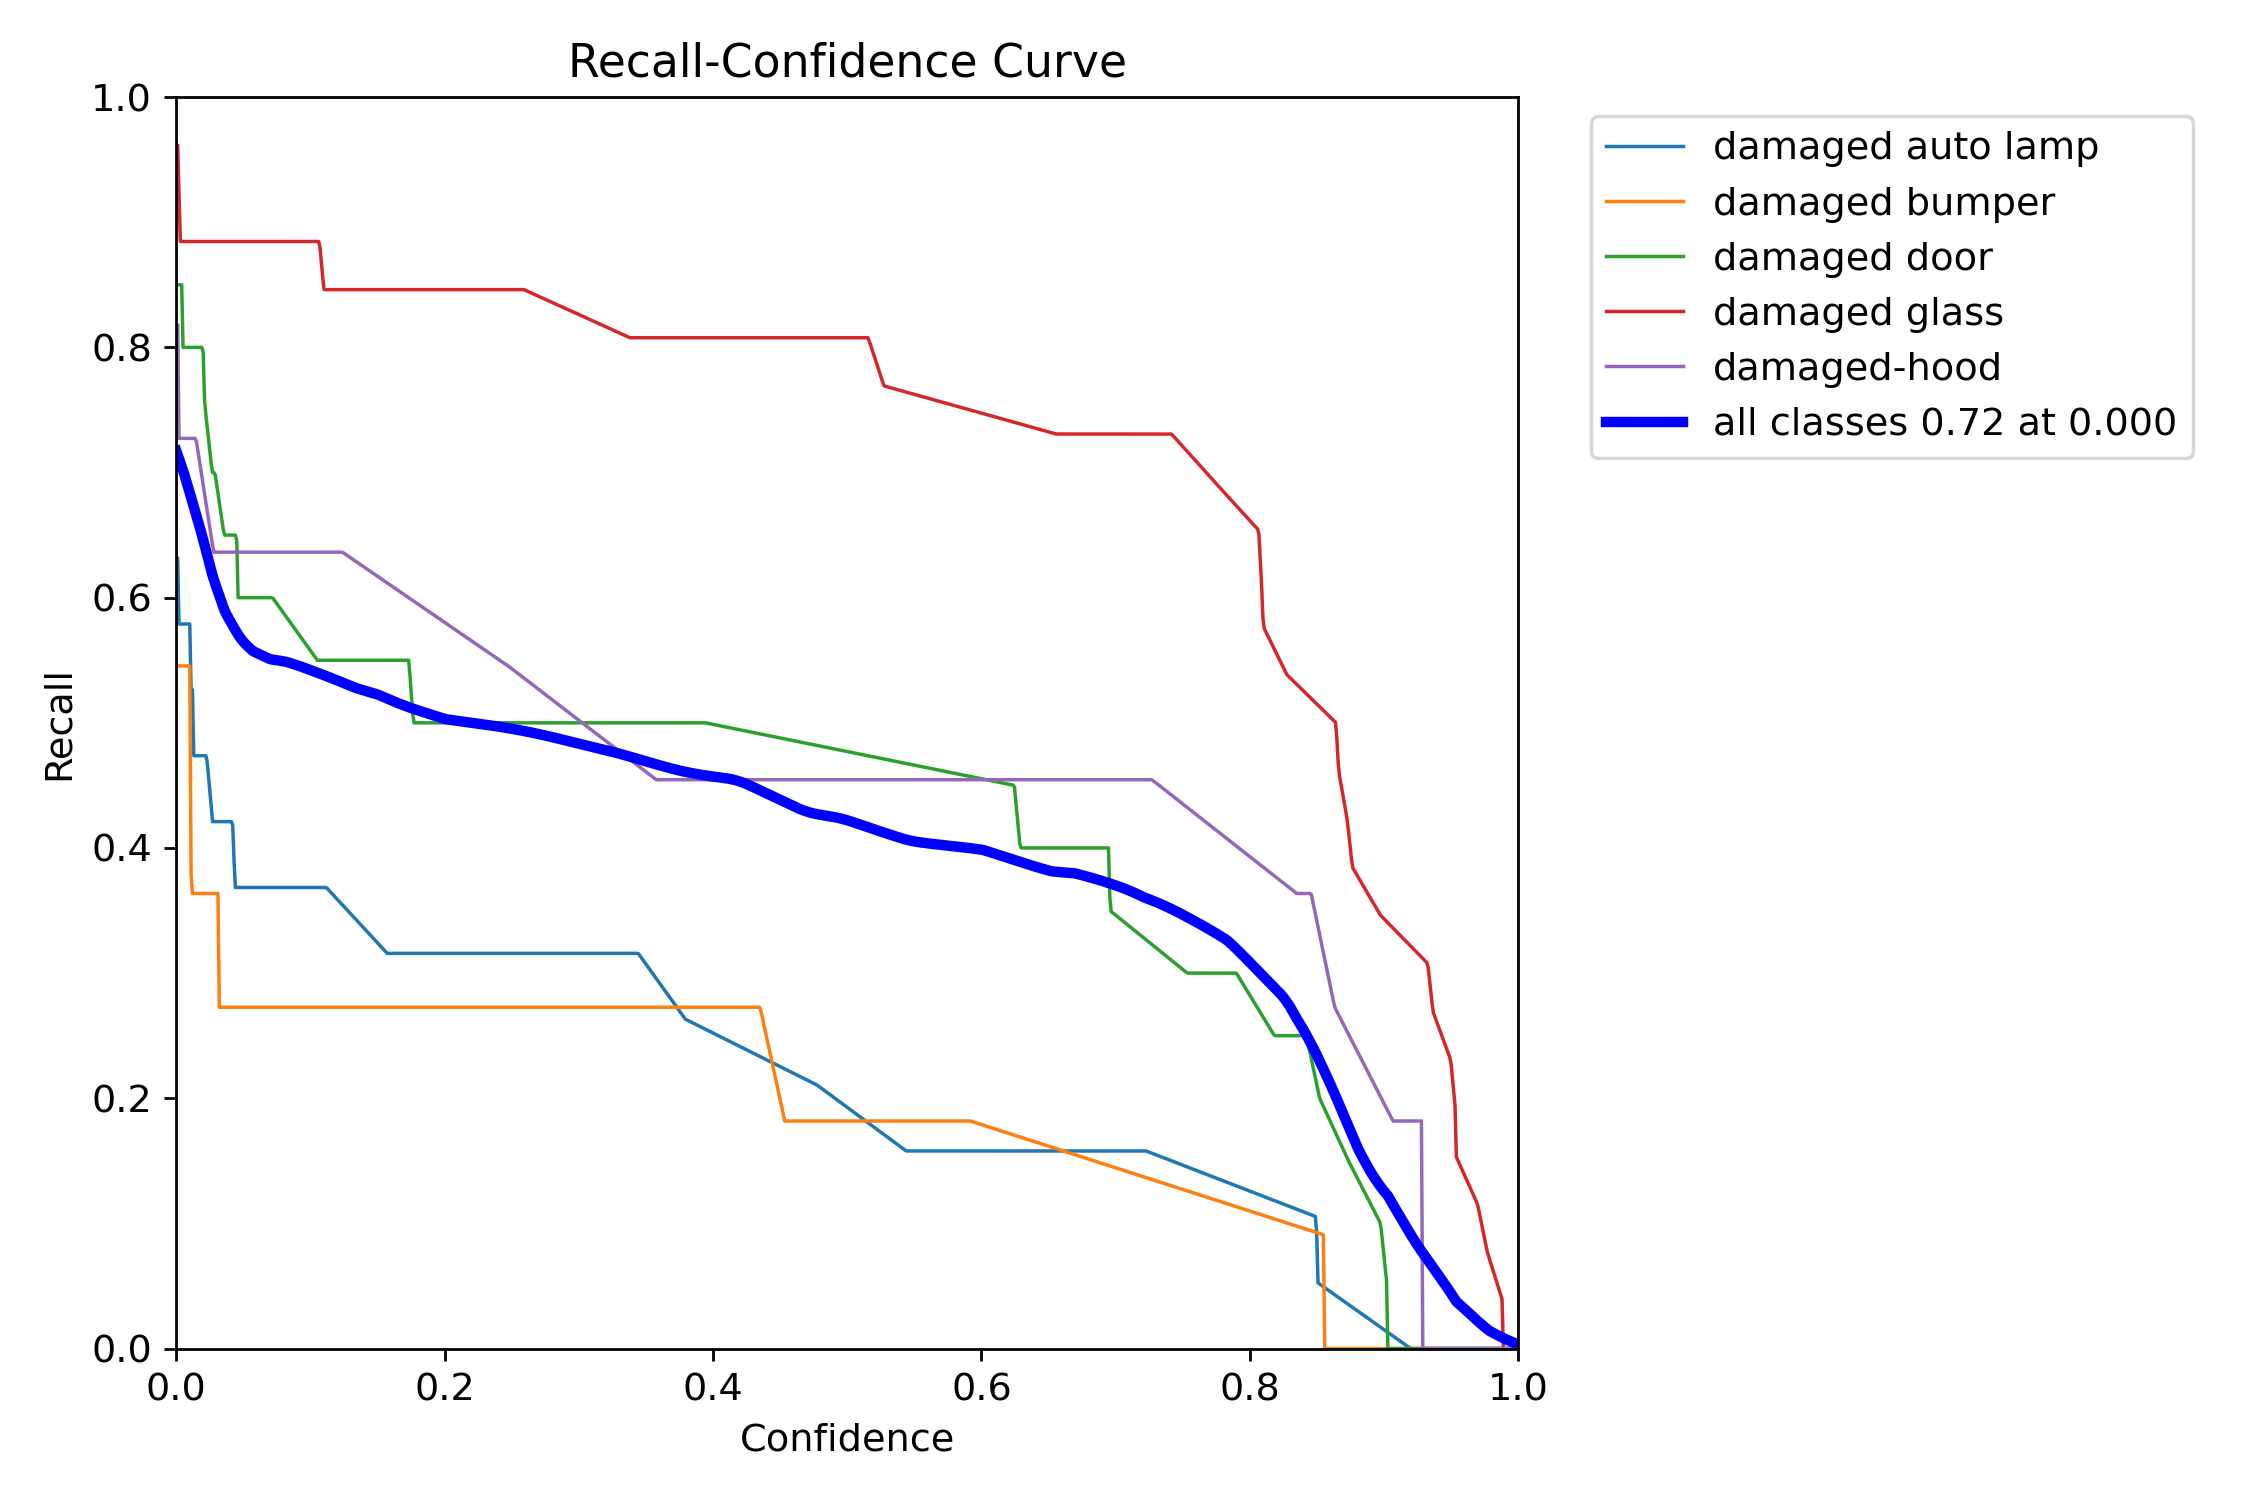 Recall-Confidence Curve
1.0
0.8
0.6
0.4
0.2
0.0
Recall
0.0 0.2 0.4 0.6 0.8 1.0
Confidence
damaged auto lamp
damaged bumper
damaged door
damaged glass
damaged-hood
all classes 0.72 at 0.000